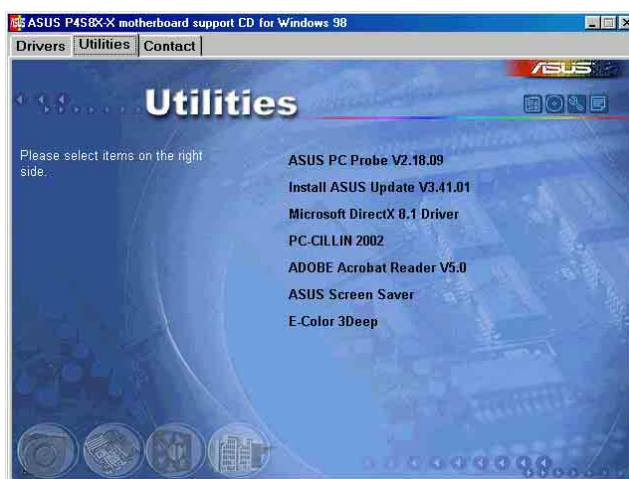 ASUS P4S8X-X motherboard support CD for Windows 98
Drivers Utilities Contact
ASUS
Utilities
Please select items on the right
side.
ASUS PC Probe V2.18.09
Install ASUS Update V3.41.01
Microsoft DirectX 8.1 Driver
PC-CILLIN 2002
ADOBE Acrobat Reader V5.0
ASUS Screen Saver
E-Color 3Deep